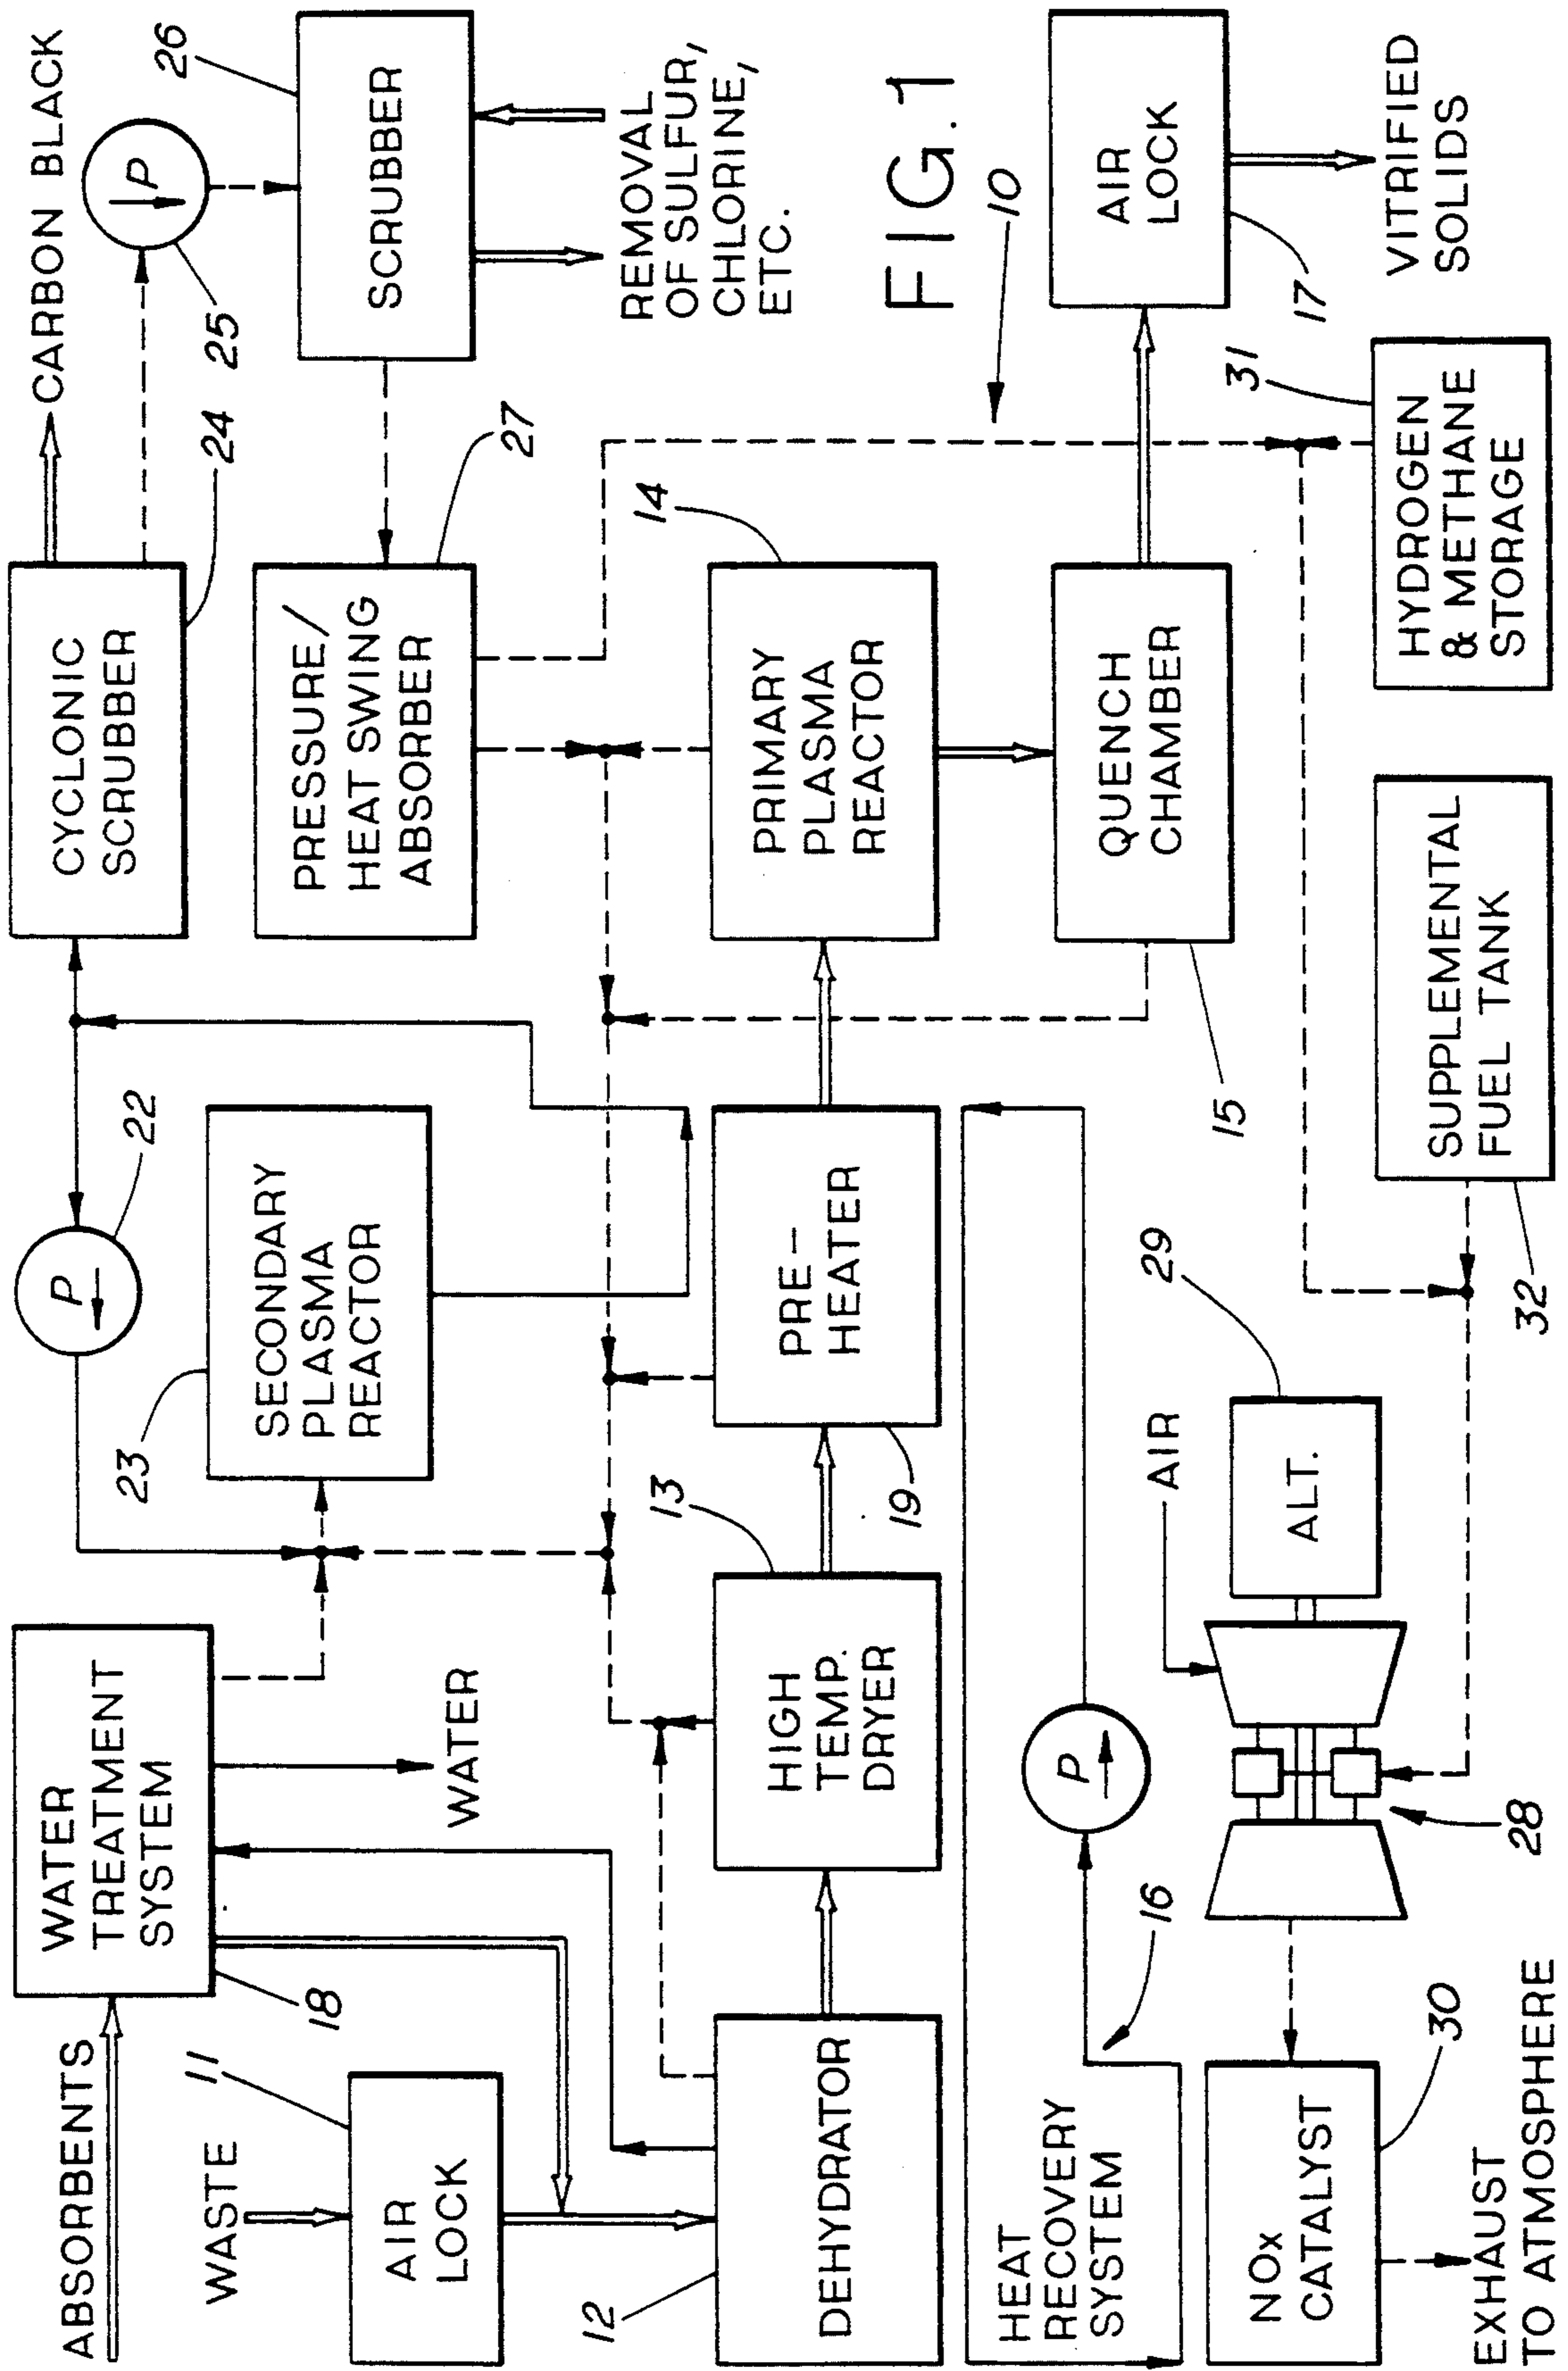 ABSORBENTS
WATER
TREATMENT
SYSTEM
18
WATER
P
22
CYCLONIC
SCRUBBER
24
CARBON BLACK
P
25
26
SCRUBBER
REMOVAL
OF SULFUR,
CHLORINE,
ETC.
23
SECONDARY
PLASMA
REACTOR
PRESSURE/
HEAT SWING
ABSORBER
27
WASTE
11
AIR
LOCK
12
DEHYDRATOR
13
HIGH
TEMP.
DRYER
PRE-
HEATER
19
14
PRIMARY
PLASMA
REACTOR
FIG. 1
10
HEAT
RECOVERY
SYSTEM
16
P
15
QUENCH
CHAMBER
AIR
LOCK
17
VITRIFIED
SOLIDS
NOx
CATALYST
30
EXHAUST
TO ATMOSPHERE
28
AIR
29
ALT.
SUPPLEMENTAL
FUEL TANK
32
31
HYDROGEN
& METHANE
STORAGE